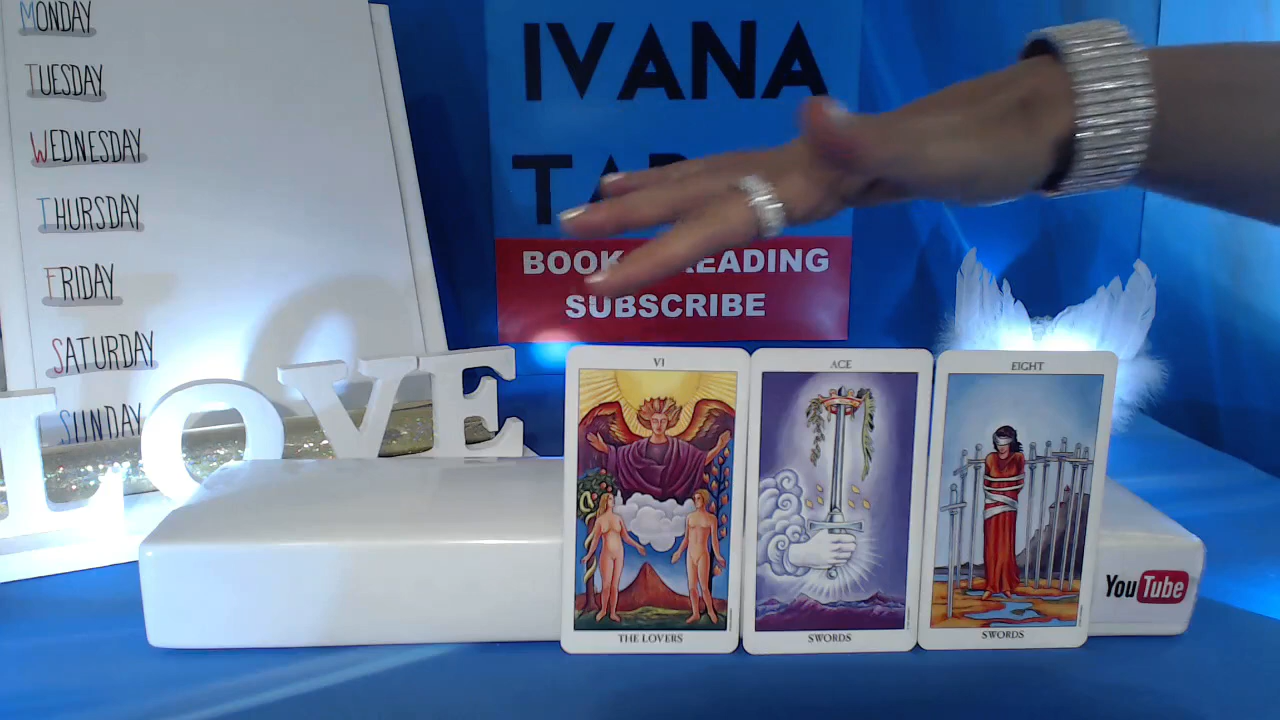 MONDAY
TUESDAY
WEDNESDAY
THURSDAY
FRIDAY
SATURDAY
SUNDAY
LOVE
IVANA
BOOK READING
SUBSCRIBE
VI
THE LOVERS
ACE
SWORDS
EIGHT
SWORDS
YouTube